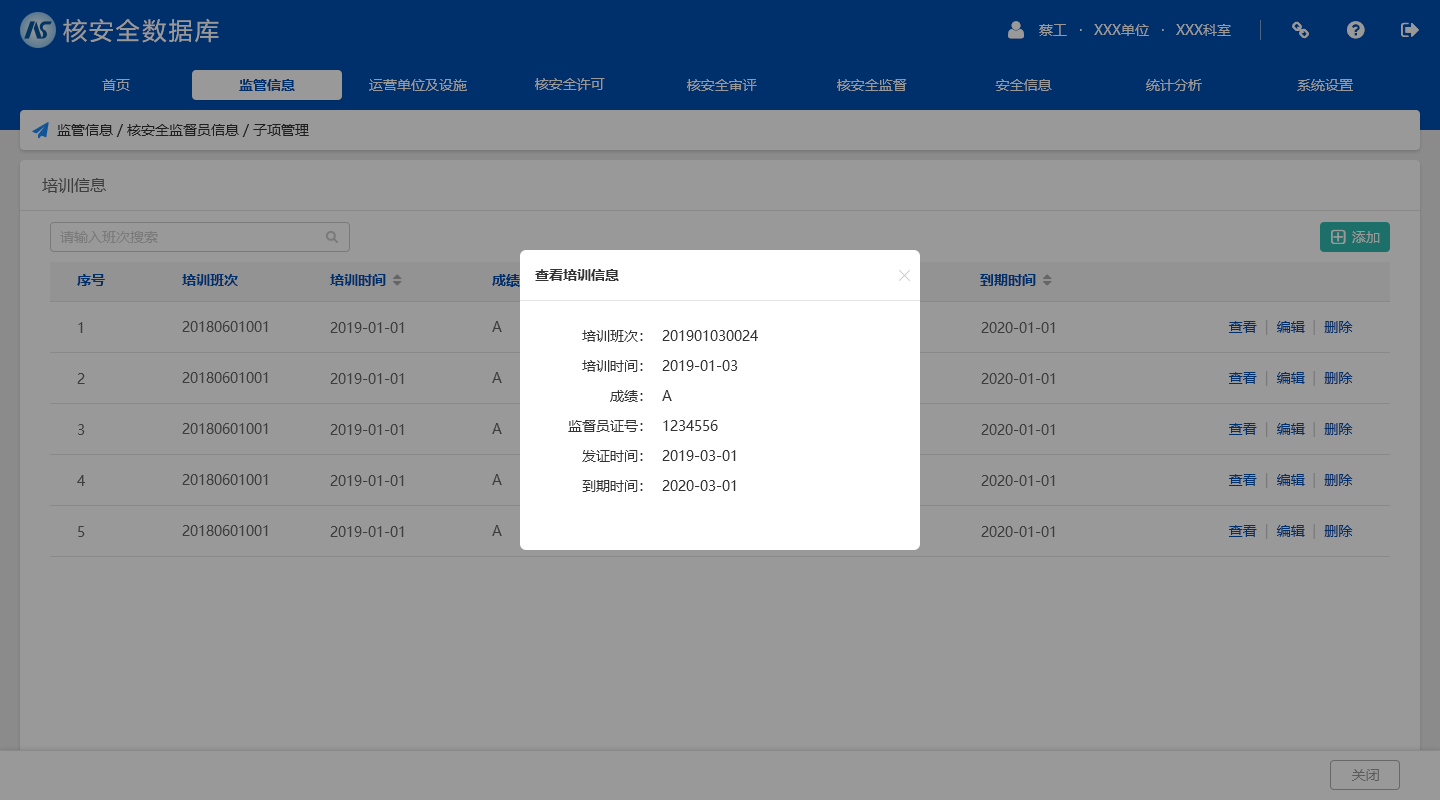 核安全数据库
蔡工 · XXX单位 · XXX科室
首页 监管信息 运营单位及设施 核安全许可 核安全审评 核安全监督 安全信息 统计分析 系统设置
监管信息 / 核安全监督员信息 / 子项管理
培训信息
请输入班次搜索 添加
序号 培训班次 培训时间 成绩 到期时间
1 20180601001 2019-01-01 A 2020-01-01 查看 | 编辑 | 删除
2 20180601001 2019-01-01 A 2020-01-01 查看 | 编辑 | 删除
3 20180601001 2019-01-01 A 2020-01-01 查看 | 编辑 | 删除
4 20180601001 2019-01-01 A 2020-01-01 查看 | 编辑 | 删除
5 20180601001 2019-01-01 A 2020-01-01 查看 | 编辑 | 删除
查看培训信息
培训班次: 201901030024
培训时间: 2019-01-03
成绩: A
监督员证号: 1234556
发证时间: 2019-03-01
到期时间: 2020-03-01
关闭